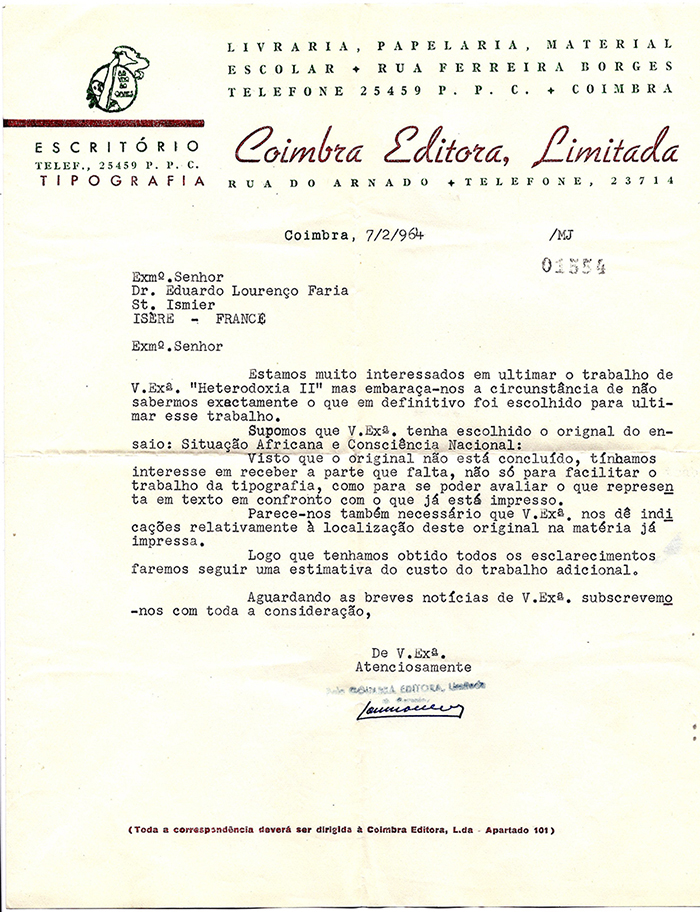 LIVRARIA, PAPELARIA, MATERIAL
ESCOLAR + RUA FERREIRA BORGES
TELEFONE 25459 P. P. C. + COIMBRA
ESCRITÓRIO
TELEF., 25459 P. P. C.
TIPOGRAFIA
Coimbra Editora, Limitada
RUA DO ARNADO + TELEFONE, 23714
Coimbra, 7/2/964 /MJ
01554
Exmº.Senhor
Dr. Eduardo Lourenço Faria
St. Ismier
ISÈRE - FRANCE
Exmº.Senhor
Estamos muito interessados em ultimar o trabalho de
V.Exª. "Heterodoxia II" mas embaraça-nos a circunstância de não
sabermos exactamente o que em definitivo foi escolhido para ulti-
mar esse trabalho.
Supomos que V.Exª. tenha escolhido o orignal do en-
saio: Situação Africana e Consciência Nacional:
Visto que o original não está concluído, tínhamos
interesse em receber a parte que falta, não só para facilitar o
trabalho da tipografia, como para se poder avaliar o que represen
ta em texto em confronto com o que já está impresso.
Parece-nos também necessário que V.Exª. nos dê indi
cações relativamente à localização deste original na matéria já
impressa.
Logo que tenhamos obtido todos os esclarecimentos
faremos seguir uma estimativa do custo do trabalho adicional.
Aguardando as breves notícias de V.Exª. subscrevemo
-nos com toda a consideração,
De V.Exª.
Atenciosamente
COIMBRA EDITORA, Limitada
(Toda a correspondência deverá ser dirigida à Coimbra Editora, L.da - Apartado 101)